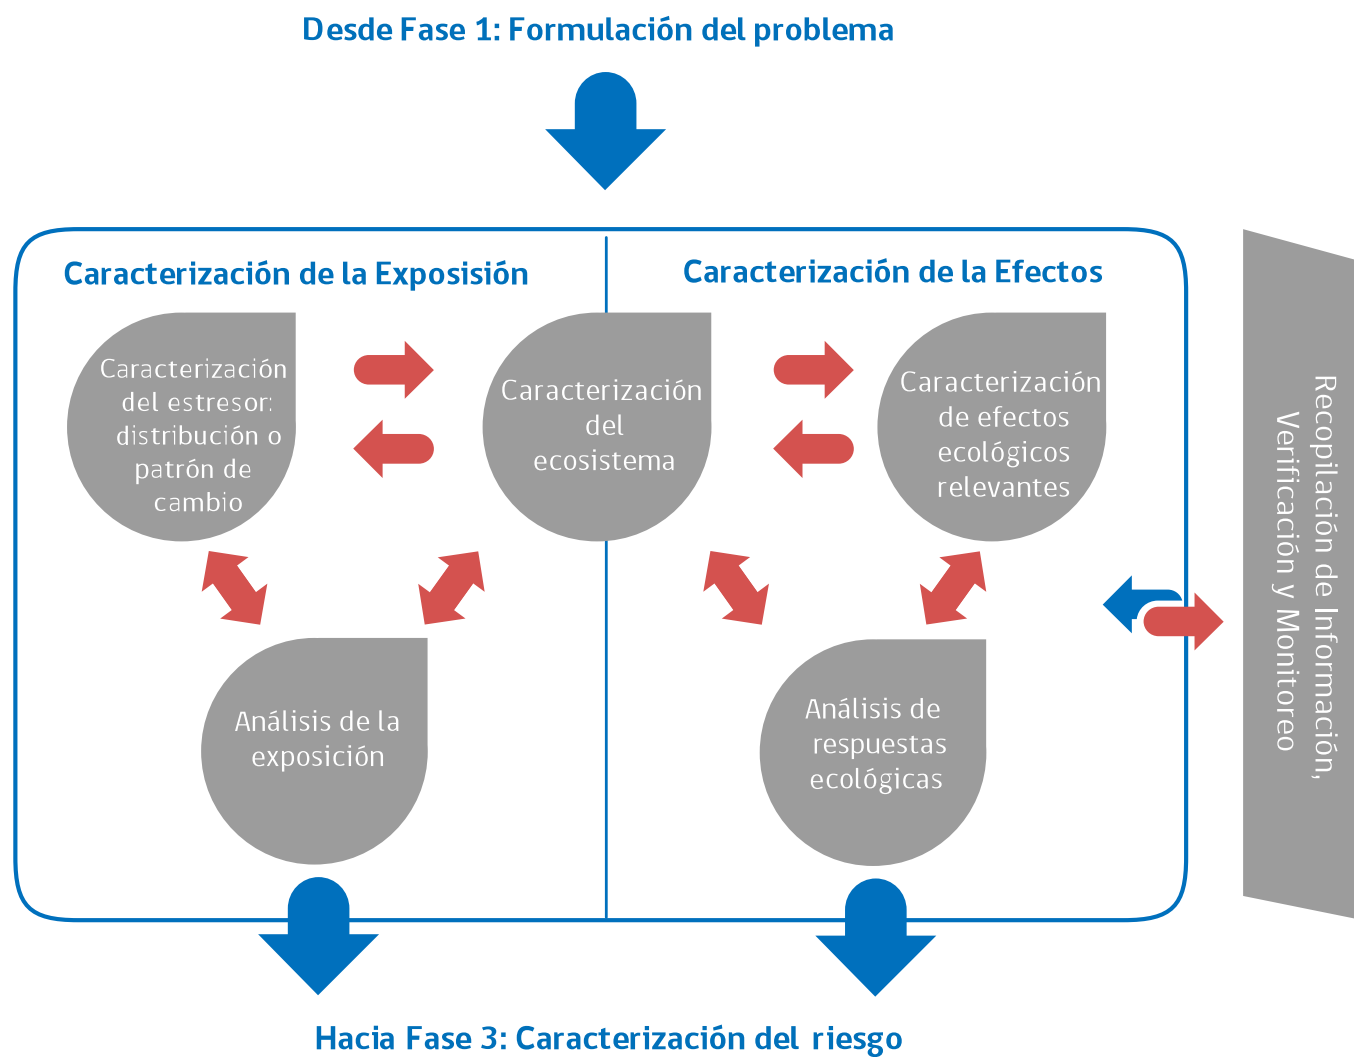 Desde Fase 1: Formulación del problema
Caracterización de la Exposisión
Caracterización de la Efectos
Caracterización
del estresor:
distribución o
patrón de
cambio
Caracterización
del
ecosistema
Caracterización
de efectos
ecológicos
relevantes
Análisis de la
exposición
Análisis de
respuestas
ecológicas
Recopilación de Información,
Verificación y Monitoreo
Hacia Fase 3: Caracterización del riesgo